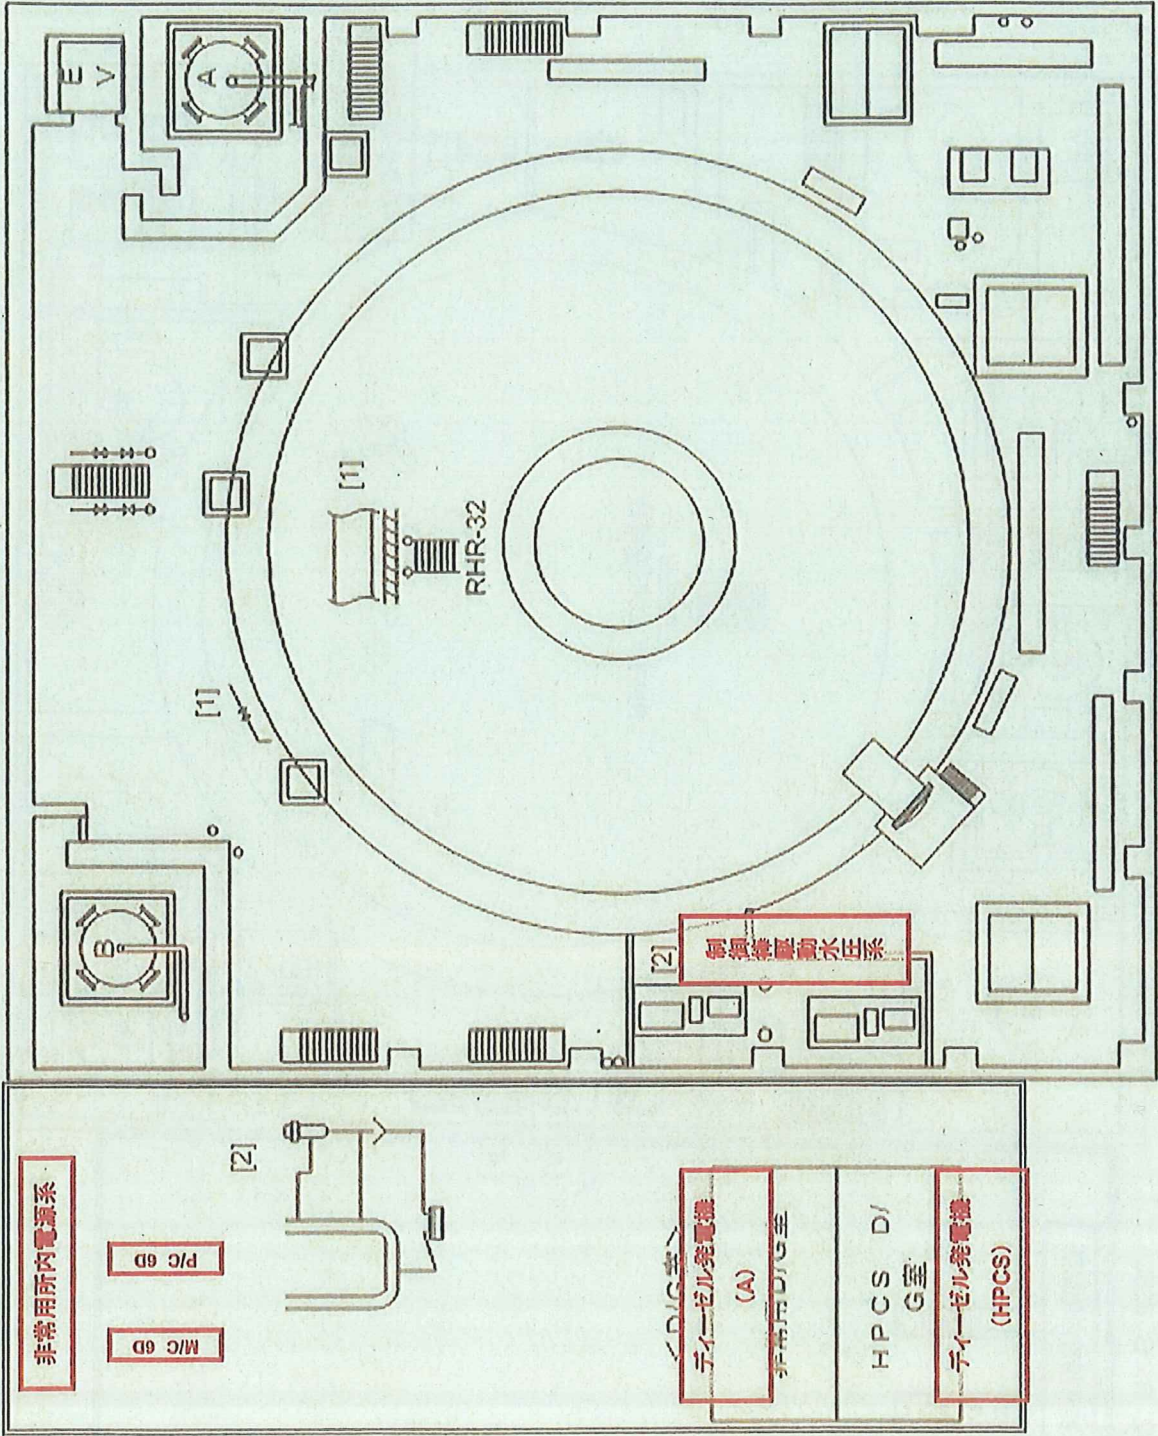 E
V
A
[1]
RHR-32
[1]
B
[2]
制御棒駆動水圧系
非常用所内電源系
P/C 6D
M/C 6D
[2]
<D/G室>
ディーゼル発電機
(A)
非常用D/G室
HPCS D/
G室
ディーゼル発電機
(HPCS)